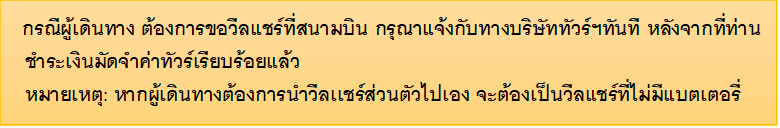 กรณีผู้เดินทาง ต้องการขอวีลแชร์ที่สนามบิน กรุณาแจ้งกับทางบริษัททัวร์ฯทันที หลังจากที่ท่าน
ชำระเงินมัดจำค่าทัวร์เรียบร้อยแล้ว
หมายเหตุ: หากผู้เดินทางต้องการนำวีลแชร์ส่วนตัวไปเอง จะต้องเป็นวีลแชร์ที่ไม่มีแบตเตอรี่